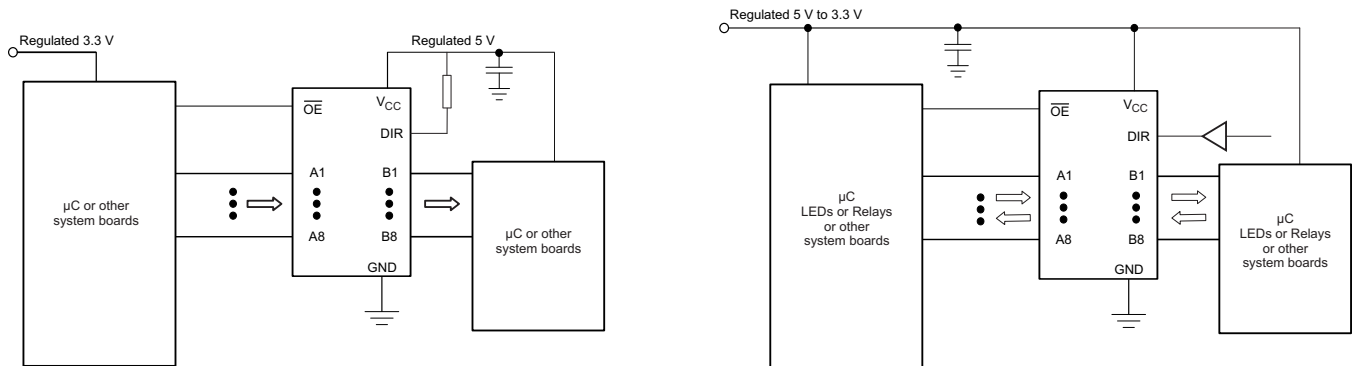 Regulated 3.3 V
Regulated 5 V
OE
VCC
DIR
A1
B1
µC or other
system boards
A8
B8
GND
µC or other
system boards
Regulated 5 V to 3.3 V
OE
VCC
DIR
A1
B1
µC
LEDs or Relays
or other
system boards
A8
B8
GND
µC
LEDs or Relays
or other
system boards